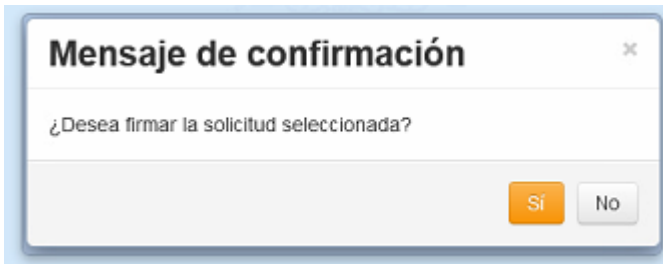 Mensaje de confirmación
×
¿Desea firmar la solicitud seleccionada?
Sí No